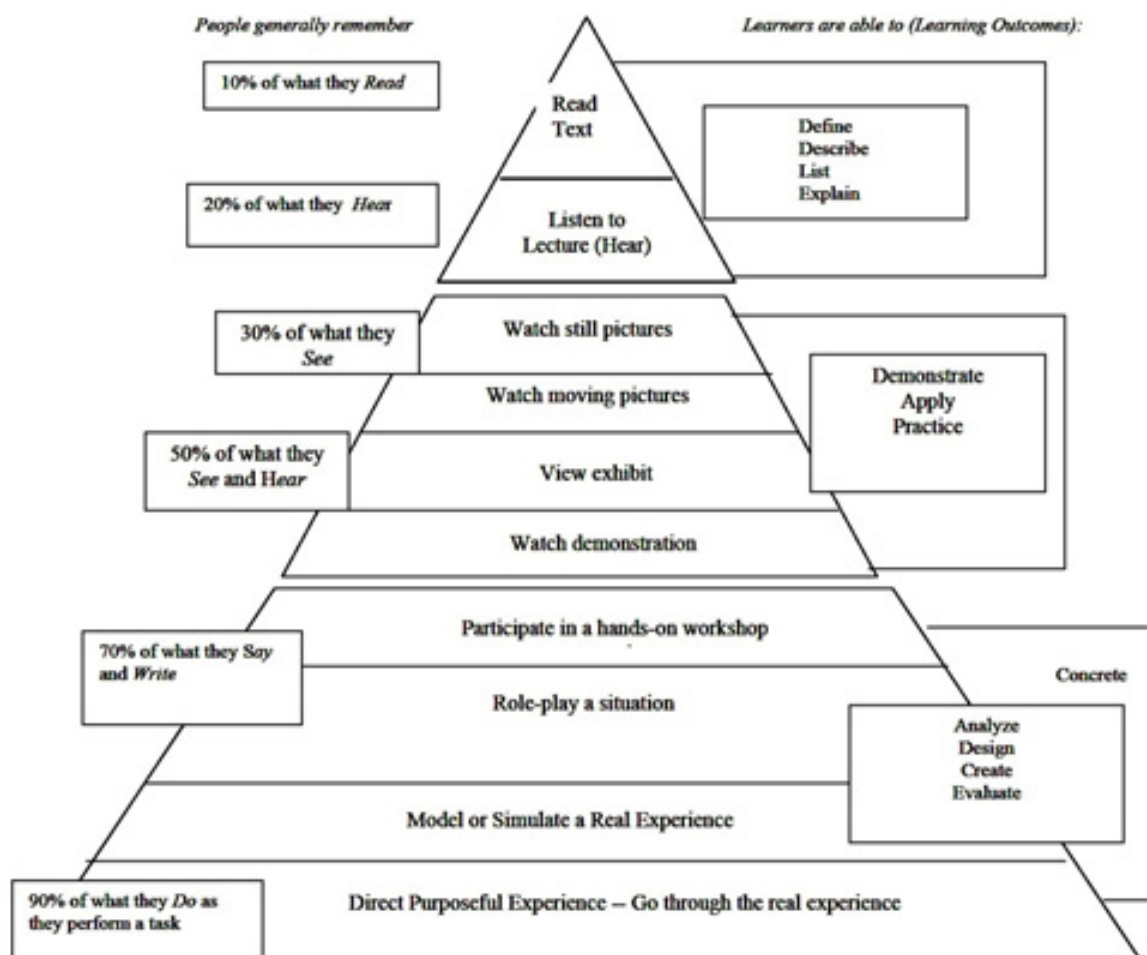 People generally remember
Learners are able to (Learning Outcomes):
10% of what they Read
Read
Text
Define
Describe
List
Explain
20% of what they Hear
Listen to
Lecture (Hear)
30% of what they
See
Watch still pictures
Watch moving pictures
Demonstrate
Apply
Practice
50% of what they
See and Hear
View exhibit
Watch demonstration
Participate in a hands-on workshop
70% of what they Say
and Write
Role-play a situation
Concrete
Analyze
Design
Create
Evaluate
Model or Simulate a Real Experience
90% of what they Do as
they perform a task
Direct Purposeful Experience -- Go through the real experience